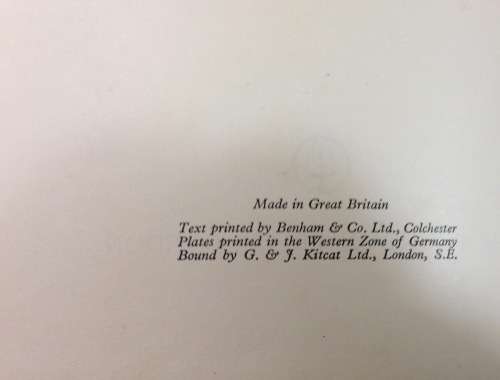 Made in Great Britain
Text printed by Benham & Co. Ltd., Colchester
Plates printed in the Western Zone of Germany
Bound by G. & J. Kitcat Ltd., London, S.E.